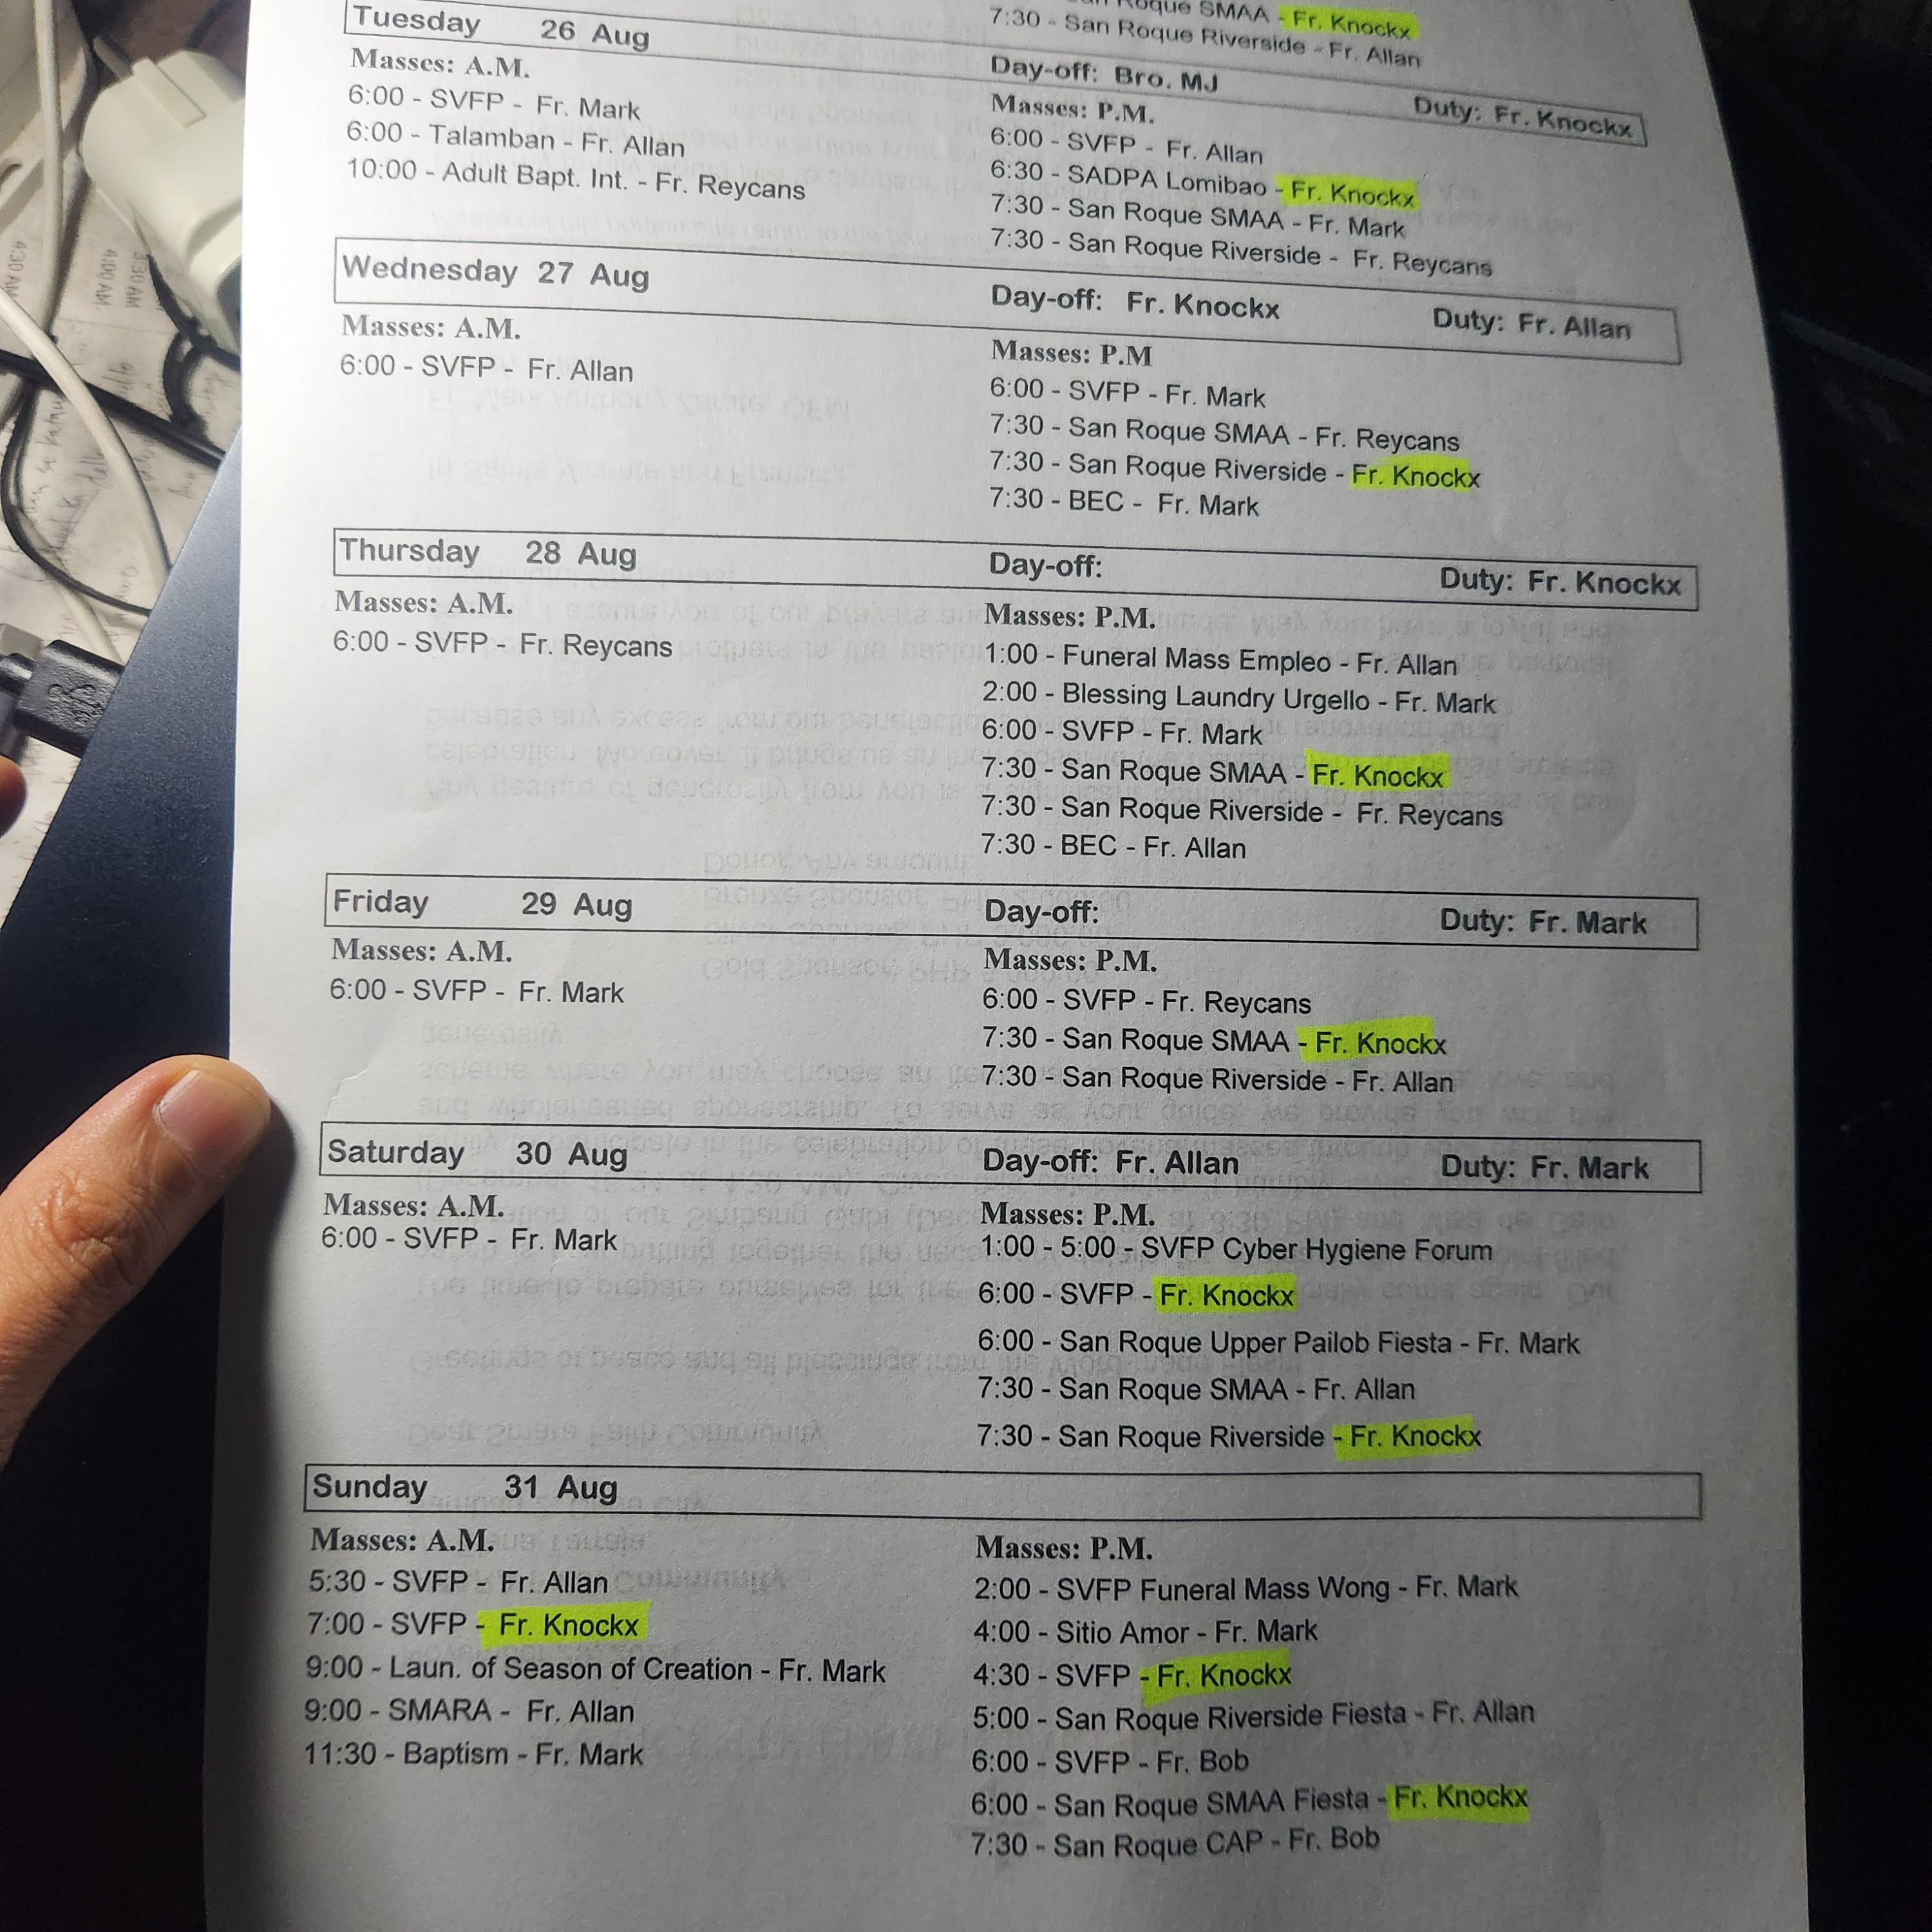 Roque SMAA - Fr. Knockx
7:30 - San Roque Riverside - Fr. Allan
Tuesday 26 Aug Day-off: Bro. MJ Duty: Fr. Knockx
Masses: A.M.
6:00 - SVFP - Fr. Mark
6:00 - Talamban - Fr. Allan
10:00 - Adult Bapt. Int. - Fr. Reycans
Masses: P.M.
6:00 - SVFP - Fr. Allan
6:30 - SADPA Lomibao - Fr. Knockx
7:30 - San Roque SMAA - Fr. Mark
7:30 - San Roque Riverside - Fr. Reycans
Wednesday 27 Aug Day-off: Fr. Knockx Duty: Fr. Allan
Masses: A.M.
6:00 - SVFP - Fr. Allan
Masses: P.M
6:00 - SVFP - Fr. Mark
7:30 - San Roque SMAA - Fr. Reycans
7:30 - San Roque Riverside - Fr. Knockx
7:30 - BEC - Fr. Mark
Thursday 28 Aug Day-off: Duty: Fr. Knockx
Masses: A.M.
6:00 - SVFP - Fr. Reycans
Masses: P.M.
1:00 - Funeral Mass Empleo - Fr. Allan
2:00 - Blessing Laundry Urgello - Fr. Mark
6:00 - SVFP - Fr. Mark
7:30 - San Roque SMAA - Fr. Knockx
7:30 - San Roque Riverside - Fr. Reycans
7:30 - BEC - Fr. Allan
Friday 29 Aug Day-off: Duty: Fr. Mark
Masses: A.M.
6:00 - SVFP - Fr. Mark
Masses: P.M.
6:00 - SVFP - Fr. Reycans
7:30 - San Roque SMAA - Fr. Knockx
7:30 - San Roque Riverside - Fr. Allan
Saturday 30 Aug Day-off: Fr. Allan Duty: Fr. Mark
Masses: A.M.
6:00 - SVFP - Fr. Mark
Masses: P.M.
1:00 - 5:00 - SVFP Cyber Hygiene Forum
6:00 - SVFP - Fr. Knockx
6:00 - San Roque Upper Pailob Fiesta - Fr. Mark
7:30 - San Roque SMAA - Fr. Allan
7:30 - San Roque Riverside - Fr. Knockx
Sunday 31 Aug
Masses: A.M.
5:30 - SVFP - Fr. Allan
7:00 - SVFP - Fr. Knockx
9:00 - Laun. of Season of Creation - Fr. Mark
9:00 - SMARA - Fr. Allan
11:30 - Baptism - Fr. Mark
Masses: P.M.
2:00 - SVFP Funeral Mass Wong - Fr. Mark
4:00 - Sitio Amor - Fr. Mark
4:30 - SVFP - Fr. Knockx
5:00 - San Roque Riverside Fiesta - Fr. Allan
6:00 - SVFP - Fr. Bob
6:00 - San Roque SMAA Fiesta - Fr. Knockx
7:30 - San Roque CAP - Fr. Bob